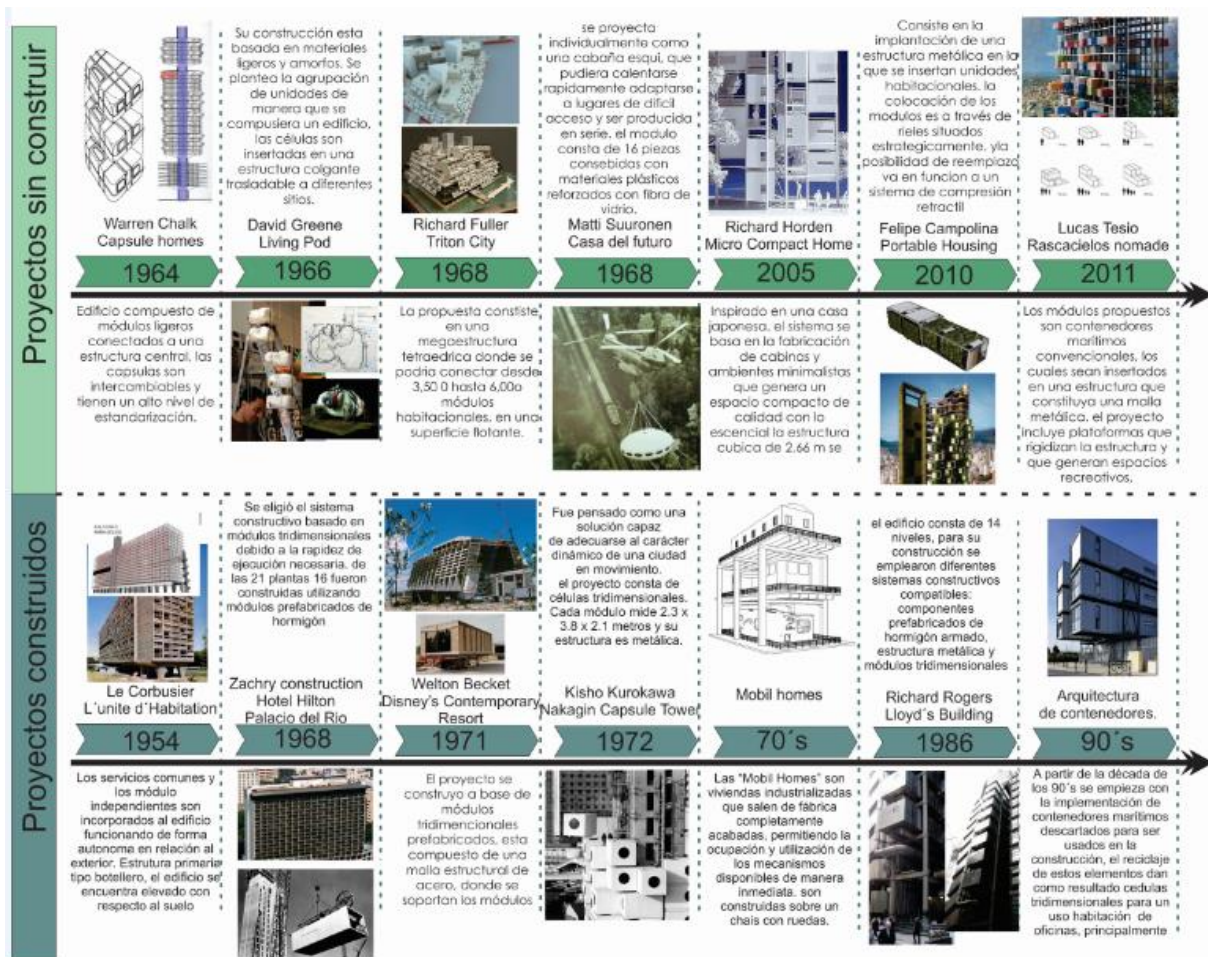 Proyectos sin construir
Warren Chalk
Capsule homes
1964
Edificio compuesto de
módulos ligeros
conectados a una
estructura central, las
capsulas son
intercambiables y
tienen un alto nivel de
estandarización.
Su construcción esta
basada en materiales
ligeros y amorfos. Se
plantea la agrupación
de unidades de
manera que se
compusiera un edificio,
las células son
insertadas en una
estructura colgante
trasladable a diferentes
sitios.
David Greene
Living Pod
1966
Richard Fuller
Triton City
1968
La propuesta constiste
en una
megaestructura
tetraedrica donde se
podria conectar desde
3,50 0 hasta 6,00o
módulos
habitacionales, en una
superficie flotante.
se proyecta
individualmente como
una cabaña esqui, que
pudiera calentarse
rapidamente adaptarse
a lugares de dificil
acceso y ser producida
en serie. el modulo
consta de 16 piezas
consebidas con
materiales plásticos
reforzados con fibra de
vidrio.
Matti Suuronen
Casa del futuro
1968
Richard Horden
Micro Compact Home
2005
Inspirado en una casa
japonesa, el sistema se
basa en la fabricación
de cabinas y
ambientes minimalistas
que genera un
espacio compacto de
calidad con lo
escencial la estructura
cubica de 2.66 m se
Consiste en la
implantación de una
estructura metálica en la
que se insertan unidades
habitacionales. la
colocación de los
modulos es a través de
rieles situados
estrategicamente. yla
posibilidad de reemplazo
va en funcion a un
sistema de compresión
retractil
Felipe Campolina
Portable Housing
2010
Lucas Tesio
Rascacielos nomade
2011
Los módulos propuestos
son contenedores
marítimos
convencionales, los
cuales sean insertados
en una estructura que
constituya una malla
metálica. el proyecto
incluye plataformas que
rigidizan la estructura y
que generan espacios
recreativos.
Proyectos construidos
Le Corbusier
L´unite d´Habitation
1954
Los servicios comunes y
los módulo
independientes son
incorporados al edificio
funcionando de forma
autonoma en relación al
exterior. Estrutura primaria
tipo botellero, el edificio se
encuentra elevado con
respecto al suelo
Se eligió el sistema
constructivo basado en
módulos tridimensionales
debido a la rapidez de
ejecución necesaria. de
las 21 plantas 16 fueron
construidas utilizando
módulos prefabricados de
hormigón
Zachry construction
Hotel Hilton
Palacio del Rio
1968
Welton Becket
Disney's Contemporary
Resort
1971
El proyecto se
construyo a base de
módulos
tridimencionales
prefabricados, esta
compuesto de una
malla estructural de
acero, donde se
soportan los módulos
Fue pensado como una
solución capaz
de adecuarse al carácter
dinámico de una ciudad
en movimiento.
el proyecto consta de
células tridimensionales.
Cada módulo mide 2.3 x
3.8 x 2.1 metros y su
estructura es metálica.
Kisho Kurokawa
Nakagin Capsule Tower
1972
Mobil homes
70´s
Las "Mobil Homes" son
viviendas industrializadas
que salen de fábrica
completamente
acabadas, permitiendo la
ocupación y utilización de
los mecanismos
disponibles de manera
inmediata. son
construidas sobre un
chais con ruedas.
el edificio consta de 14
niveles, para su
construcción se
emplearon diferentes
sistemas constructivos
compatibles:
componentes
prefabricados de
hormigón armado,
estructura metálica y
módulos tridimensionales
Richard Rogers
Lloyd´s Building
1986
Arquitectura
de contenedores.
90´s
A partir de la década de
los 90´s se empieza con
la implementación de
contenedores marítimos
descartados para ser
usados en la
construcción, el reciclaje
de estos elementos dan
como resultado cedulas
tridimensionales para un
uso habitación de
oficinas, principalmente